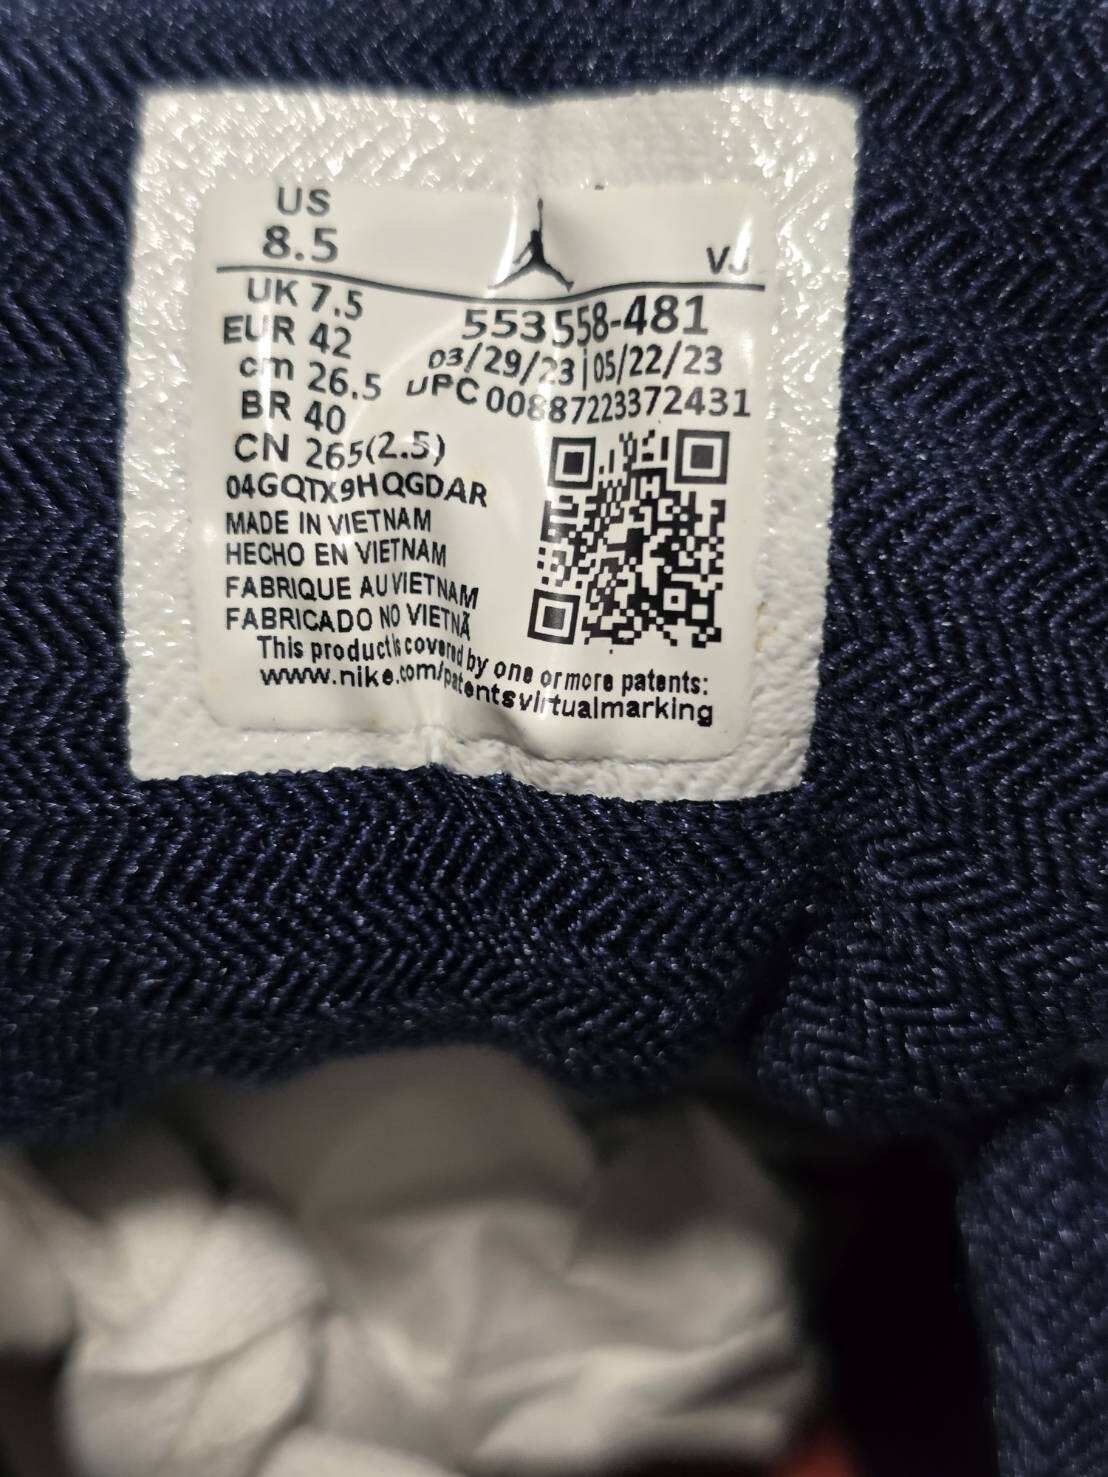 US
8.5
VJ
UK 7.5
553558-481
EUR 42
03/29/23 | 05/22/23
cm 26.5
UPC 00887223372431
BR 40
CN 265(2.5)
04GQTX9HQGDAR
MADE IN VIETNAM
HECHO EN VIETNAM
FABRIQUE AU VIETNAM
FABRICADO NO VIETNÃ
This product is covered by one or more patents:
www.nike.com/patentsvirtualmarking